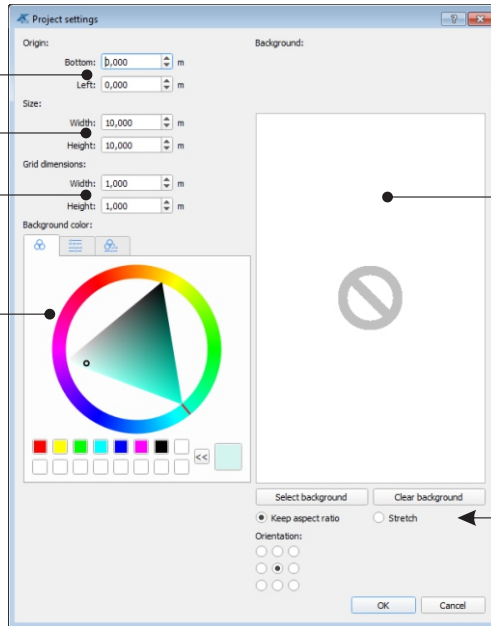 Project settings
Origin:
Bottom: 0,000 m
Left: 0,000 m
Size:
Width: 10,000 m
Height: 10,000 m
Grid dimensions:
Width: 1,000 m
Height: 1,000 m
Background color:
<<
Background:
Select background Clear background
Keep aspect ratio Stretch
Orientation:
OK Cancel